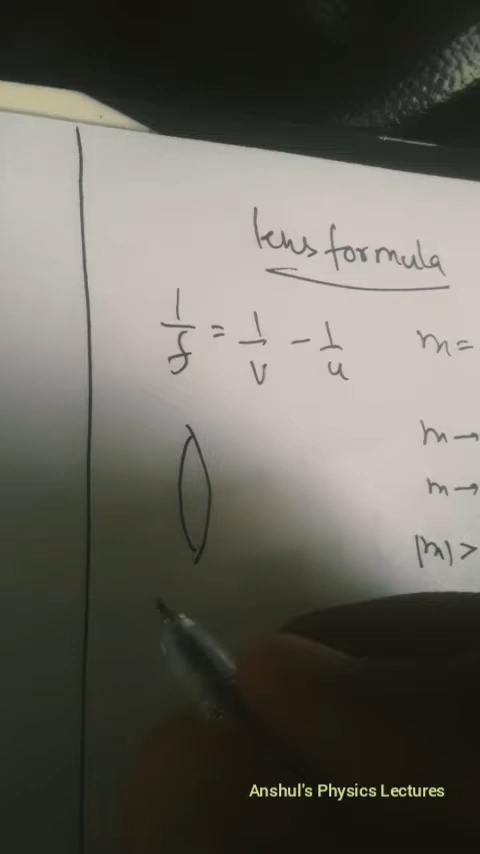 lens formula
1/f = 1/v - 1/u
m =
m →
m →
|m| >
Anshul's Physics Lectures